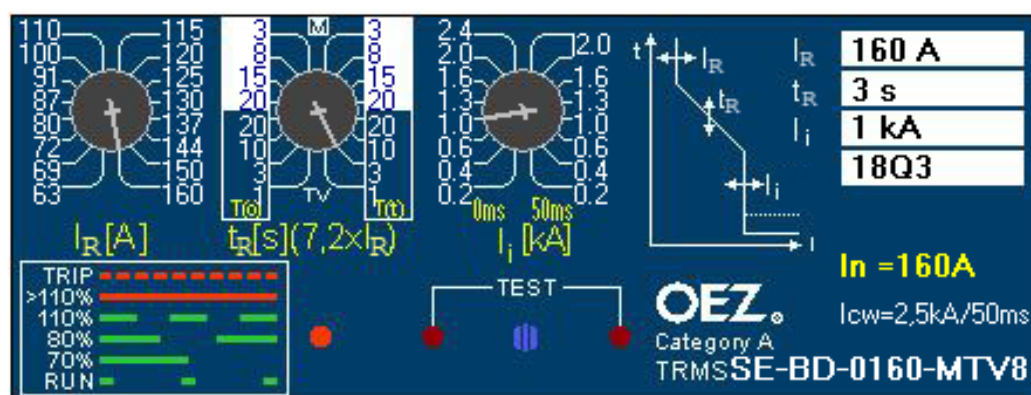 110 115 3 M 3 2.4 2.0 t I_R I_R 160 A
100 120 8 8 2.0 1.6
91 125 15 15 1.6 1.3 t_R t_R 3 s
87 130 20 20 1.3 1.0
80 137 20 20 1.0 0.6 I_i 1 kA
72 144 10 10 0.6 0.4 18Q3
69 150 3 3 0.4 0.2
63 160 1 TV 1 0.2 I_i
T(o) T(t) 0ms 50ms I
I_R[A] t_R[s](7,2xI_R) I_i [kA]
In =160A
TRIP
>110%
110%
80%
70%
RUN
TEST
OEZ. Icw=2,5kA/50ms
Category A
TRMS SE-BD-0160-MTV8